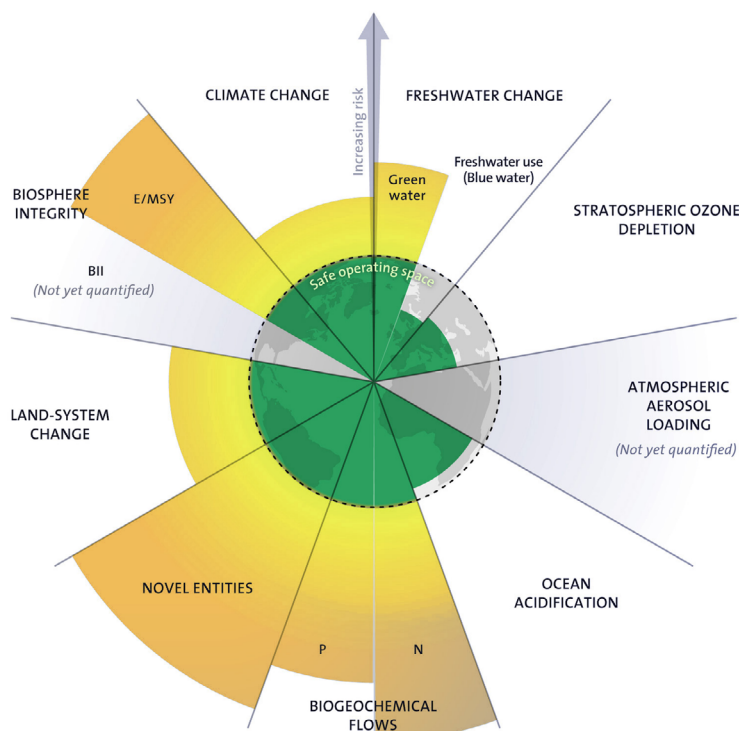 CLIMATE CHANGE
FRESHWATER CHANGE
Increasing risk
Green
water
Freshwater use
(Blue water)
BIOSPHERE
INTEGRITY
E/MSY
STRATOSPHERIC OZONE
DEPLETION
BII
(Not yet quantified)
Safe operating space
ATMOSPHERIC
AEROSOL
LOADING
(Not yet quantified)
LAND-SYSTEM
CHANGE
NOVEL ENTITIES
OCEAN
ACIDIFICATION
P
N
BIOGEOCHEMICAL
FLOWS